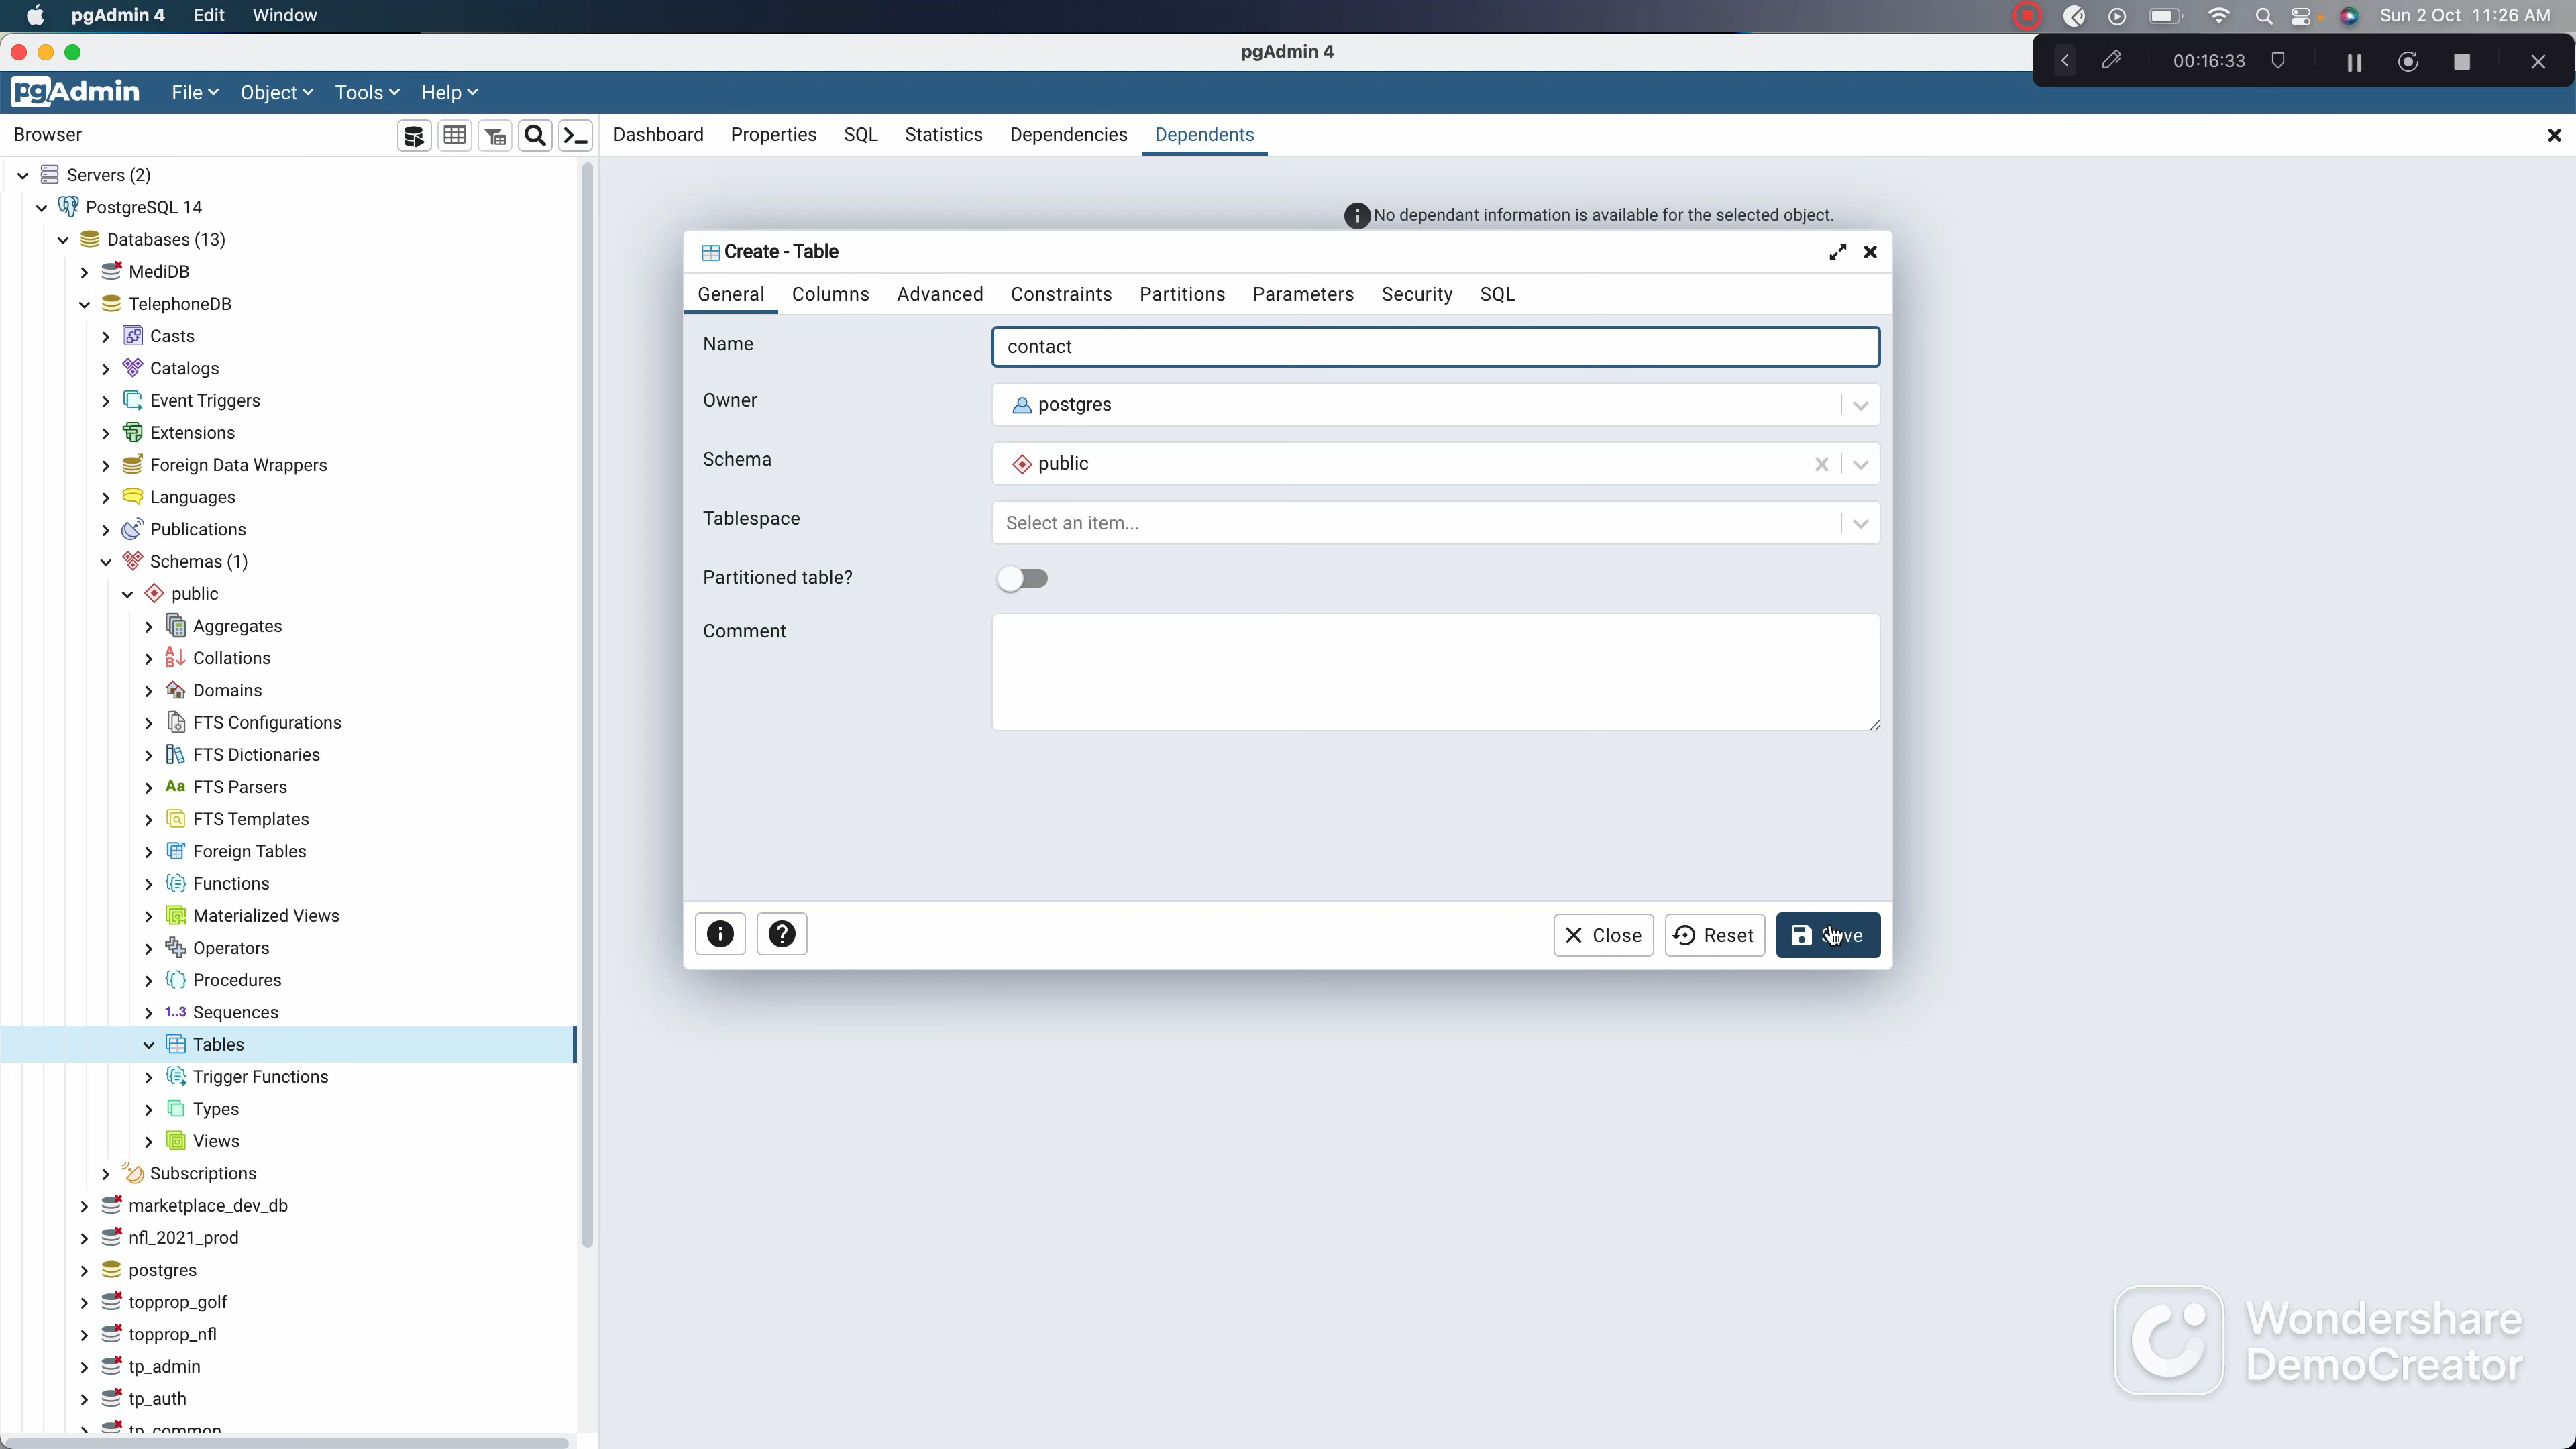 pgAdmin 4 Edit Window Sun 2 Oct 11:26 AM
pgAdmin 4
00:16:33
pgAdmin File Object Tools Help
Browser
Dashboard Properties SQL Statistics Dependencies Dependents
Servers (2)
PostgreSQL 14
Databases (13)
MediDB
TelephoneDB
Casts
Catalogs
Event Triggers
Extensions
Foreign Data Wrappers
Languages
Publications
Schemas (1)
public
Aggregates
Collations
Domains
FTS Configurations
FTS Dictionaries
Aa FTS Parsers
FTS Templates
Foreign Tables
Functions
Materialized Views
Operators
Procedures
1..3 Sequences
Tables
Trigger Functions
Types
Views
Subscriptions
marketplace_dev_db
nfl_2021_prod
postgres
topprop_golf
topprop_nfl
tp_admin
tp_auth
tp_common
No dependant information is available for the selected object.
Create - Table
General Columns Advanced Constraints Partitions Parameters Security SQL
Name contact
Owner postgres
Schema public
Tablespace Select an item...
Partitioned table?
Comment
Close Reset
Wondershare
DemoCreator